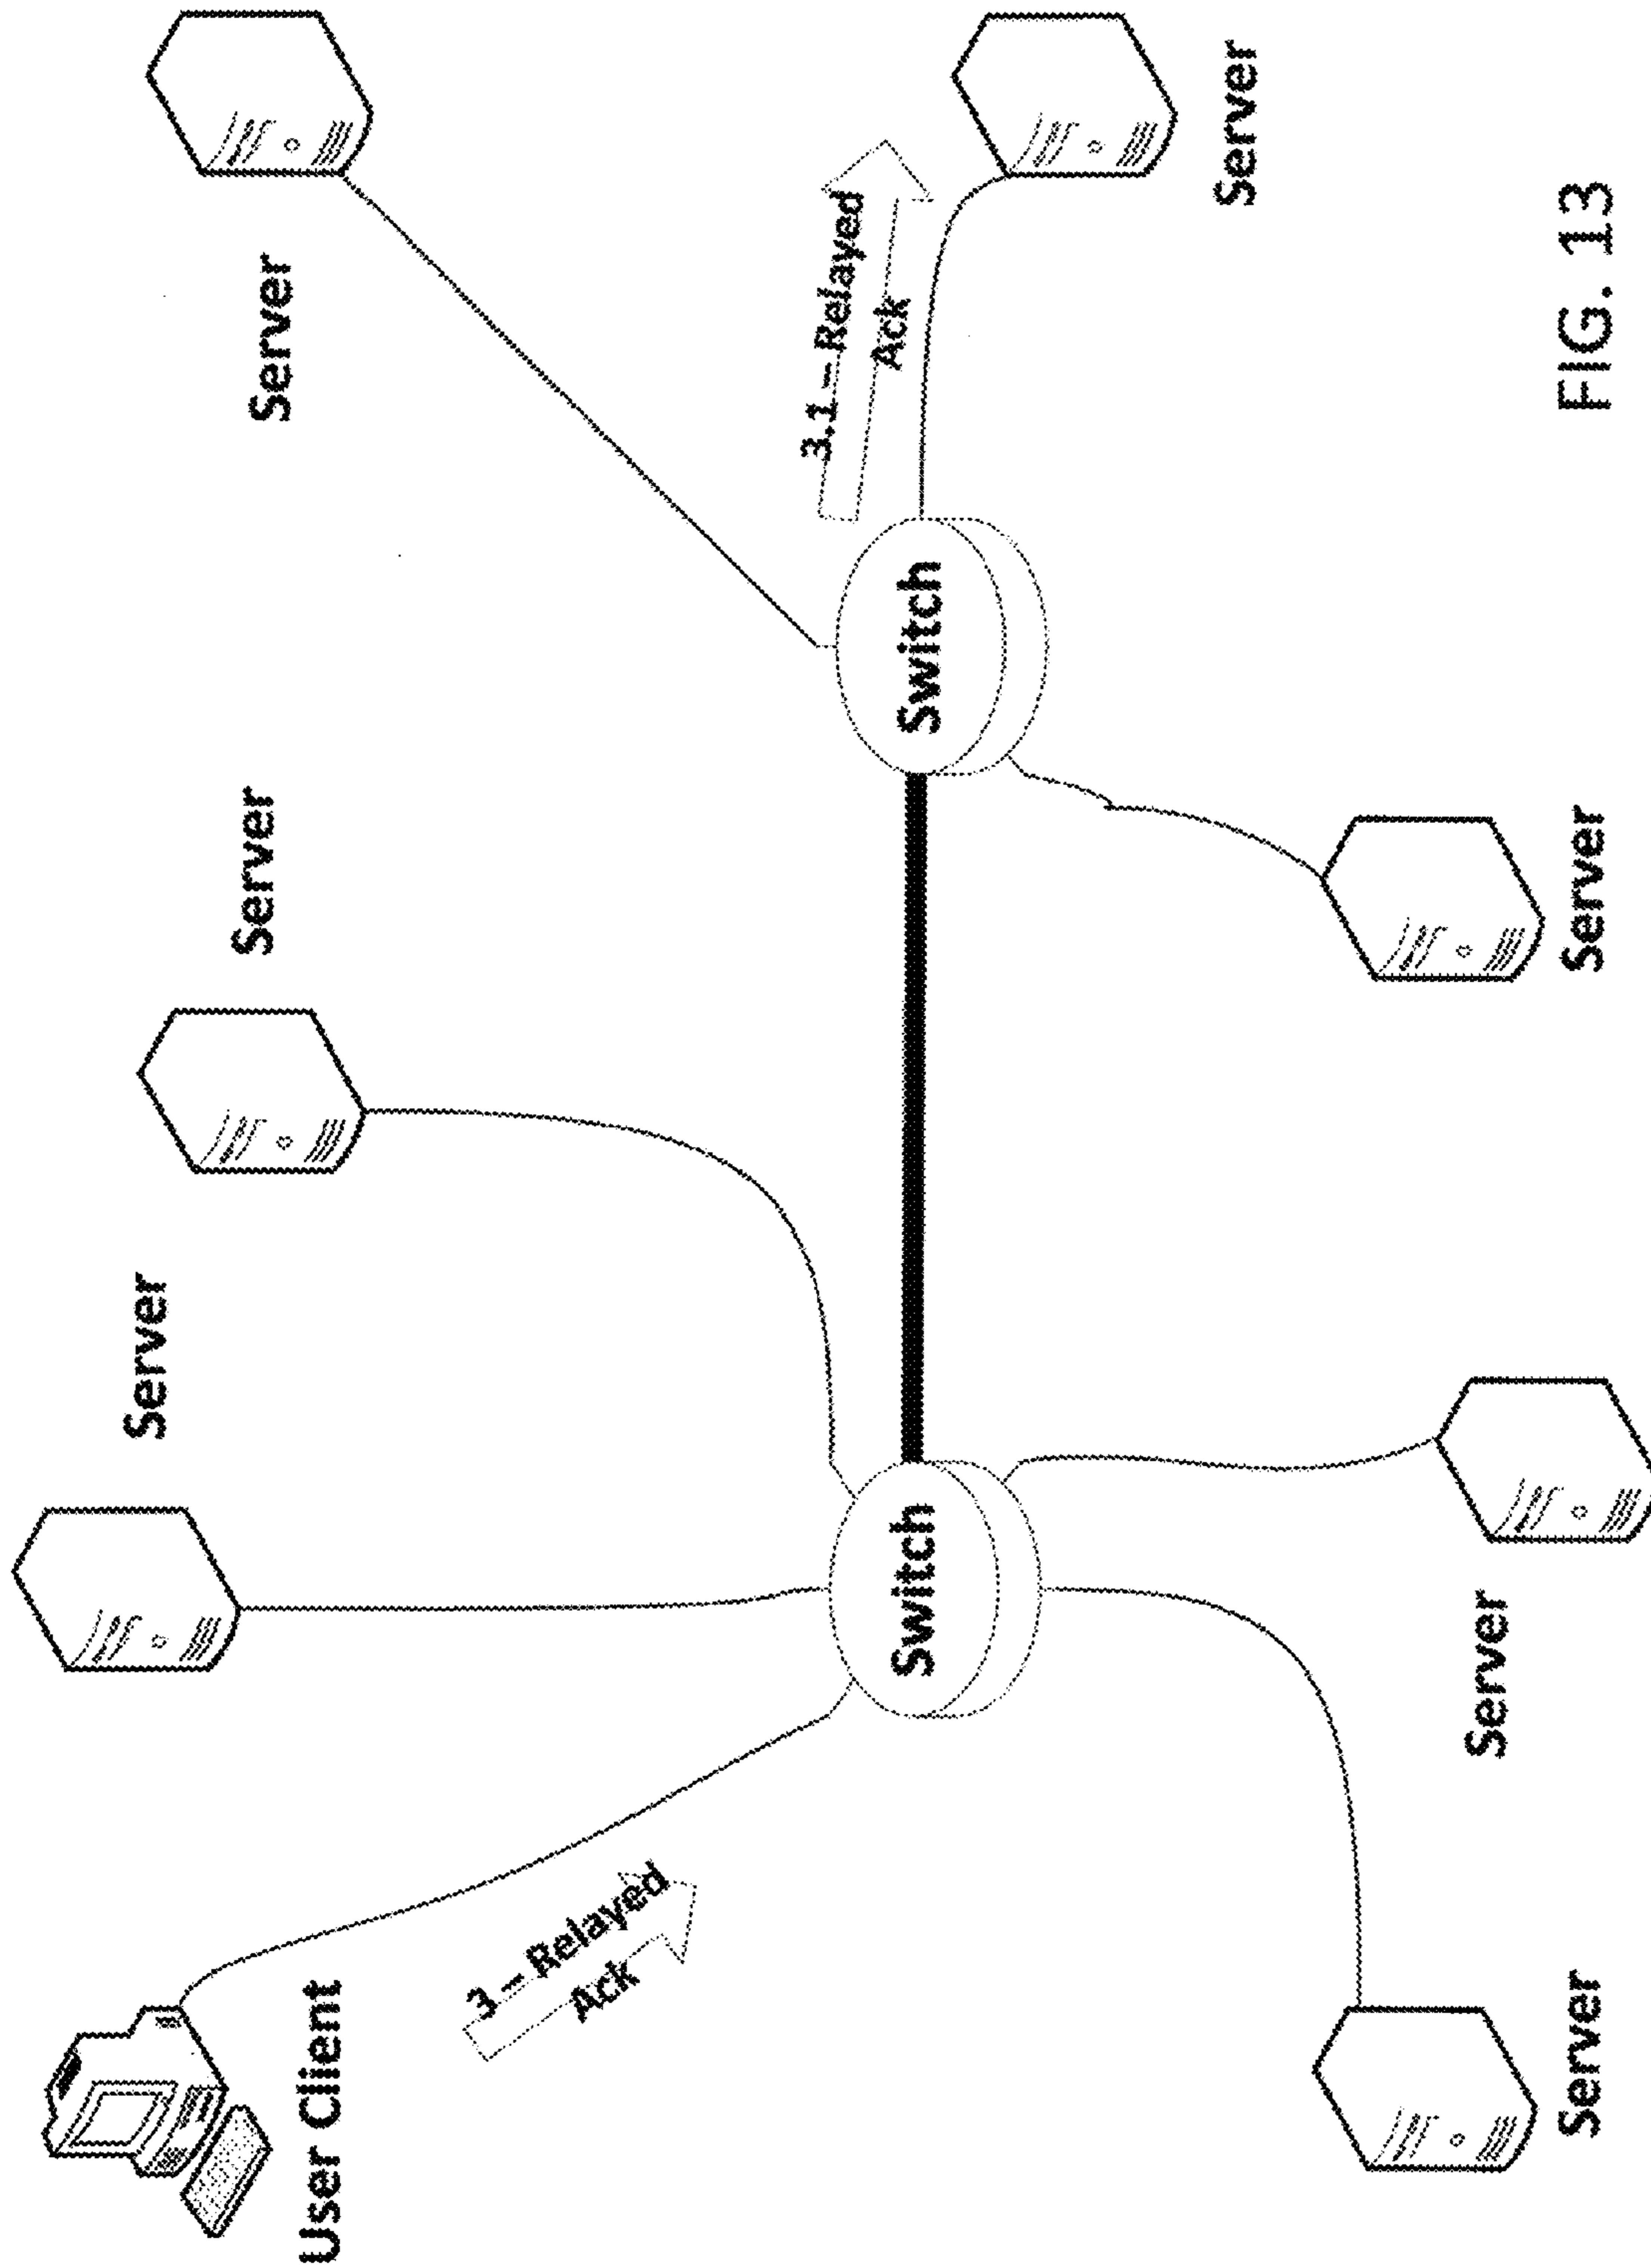 Server
Server
Server
User Client
3 – Relayed
Ack
3.1 – Relayed
Ack
Switch
Switch
Server
Server
Server
Server
FIG. 13